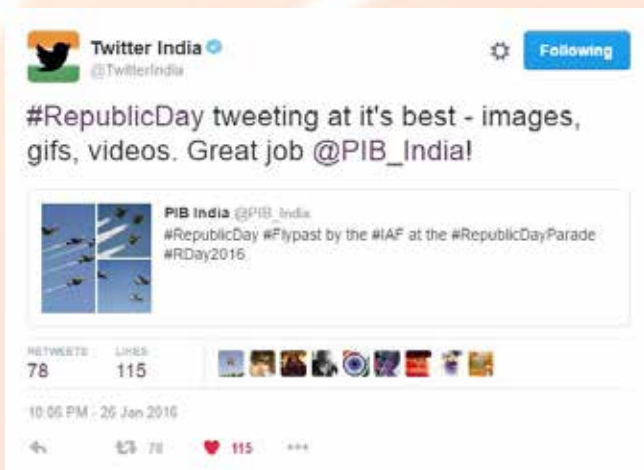 Twitter India
@TwitterIndia
Following
#RepublicDay tweeting at it's best - images,
gifs, videos. Great job @PIB_India!
PIB India @PIB_India
#RepublicDay #Flypast by the #IAF at the #RepublicDayParade
#RDay2016
RETWEETS LIKES
78 115
10:06 PM - 26 Jan 2016
78 115